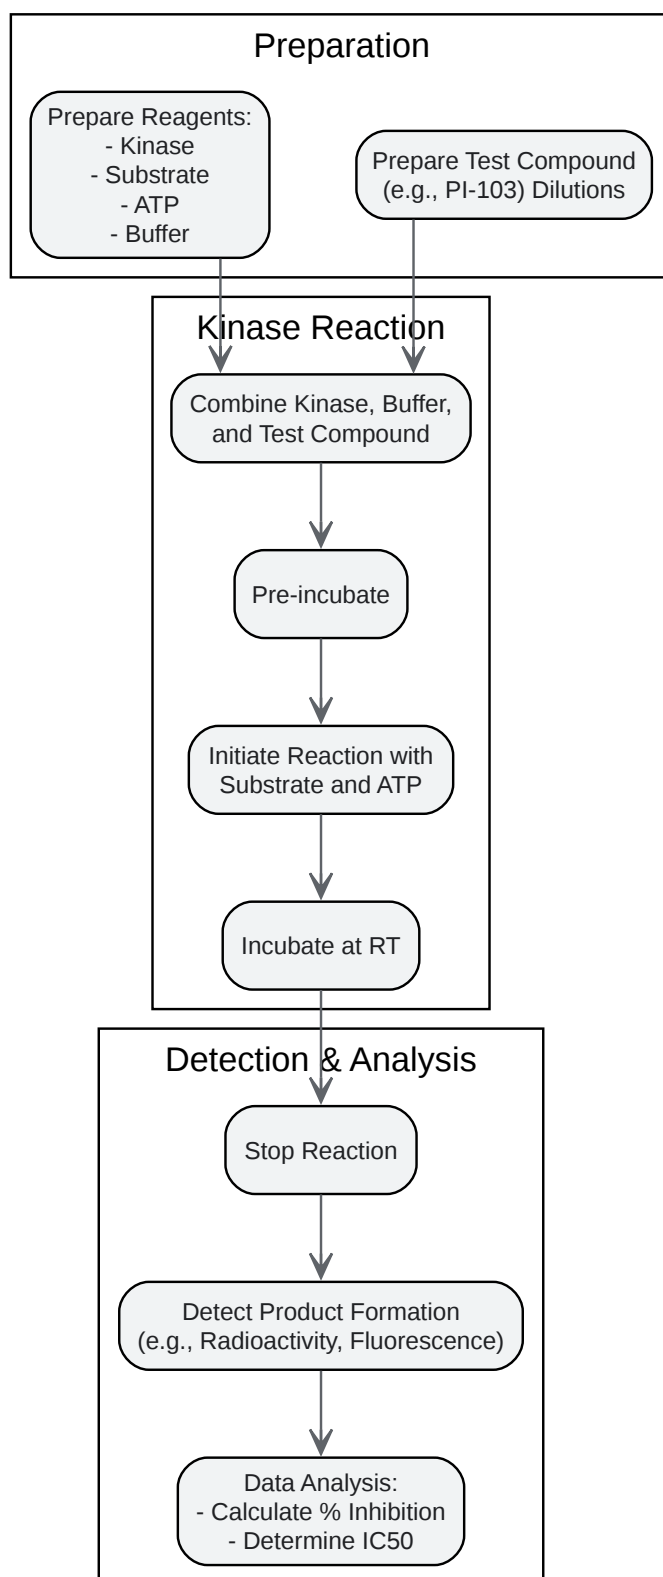 Preparation
Prepare Reagents:
- Kinase
- Substrate
- ATP
- Buffer
Prepare Test Compound
(e.g., PI-103) Dilutions
Kinase Reaction
Combine Kinase, Buffer,
and Test Compound
Pre-incubate
Initiate Reaction with
Substrate and ATP
Incubate at RT
Detection & Analysis
Stop Reaction
Detect Product Formation
(e.g., Radioactivity, Fluorescence)
Data Analysis:
- Calculate % Inhibition
- Determine IC50